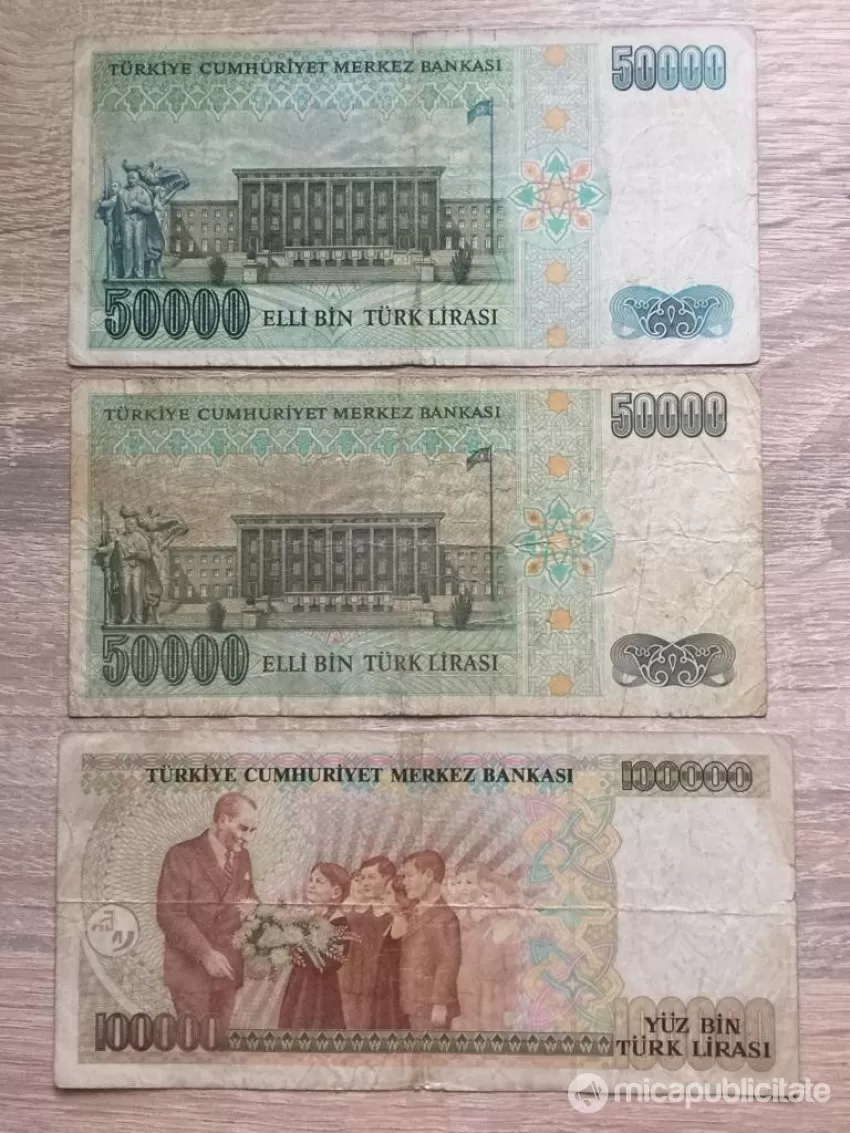 TÜRKİYE CUMHURİYET MERKEZ BANKASI
50000
50000 ELLİ BİN TÜRK LİRASI
TÜRKİYE CUMHURİYET MERKEZ BANKASI
50000
50000 ELLİ BİN TÜRK LİRASI
TÜRKİYE CUMHURİYET MERKEZ BANKASI
100000
100000
100000
YÜZ BİN
TÜRK LİRASI
micapublicitate